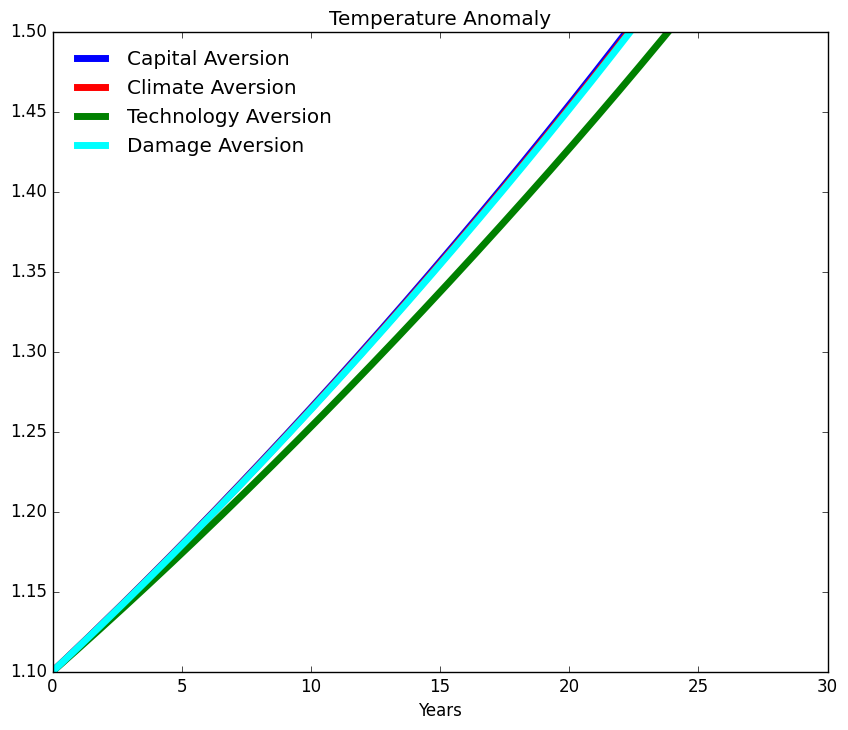 Temperature Anomaly
1.50
1.45
1.40
1.35
1.30
1.25
1.20
1.15
1.10
Capital Aversion
Climate Aversion
Technology Aversion
Damage Aversion
0 5 10 15 20 25 30
Years